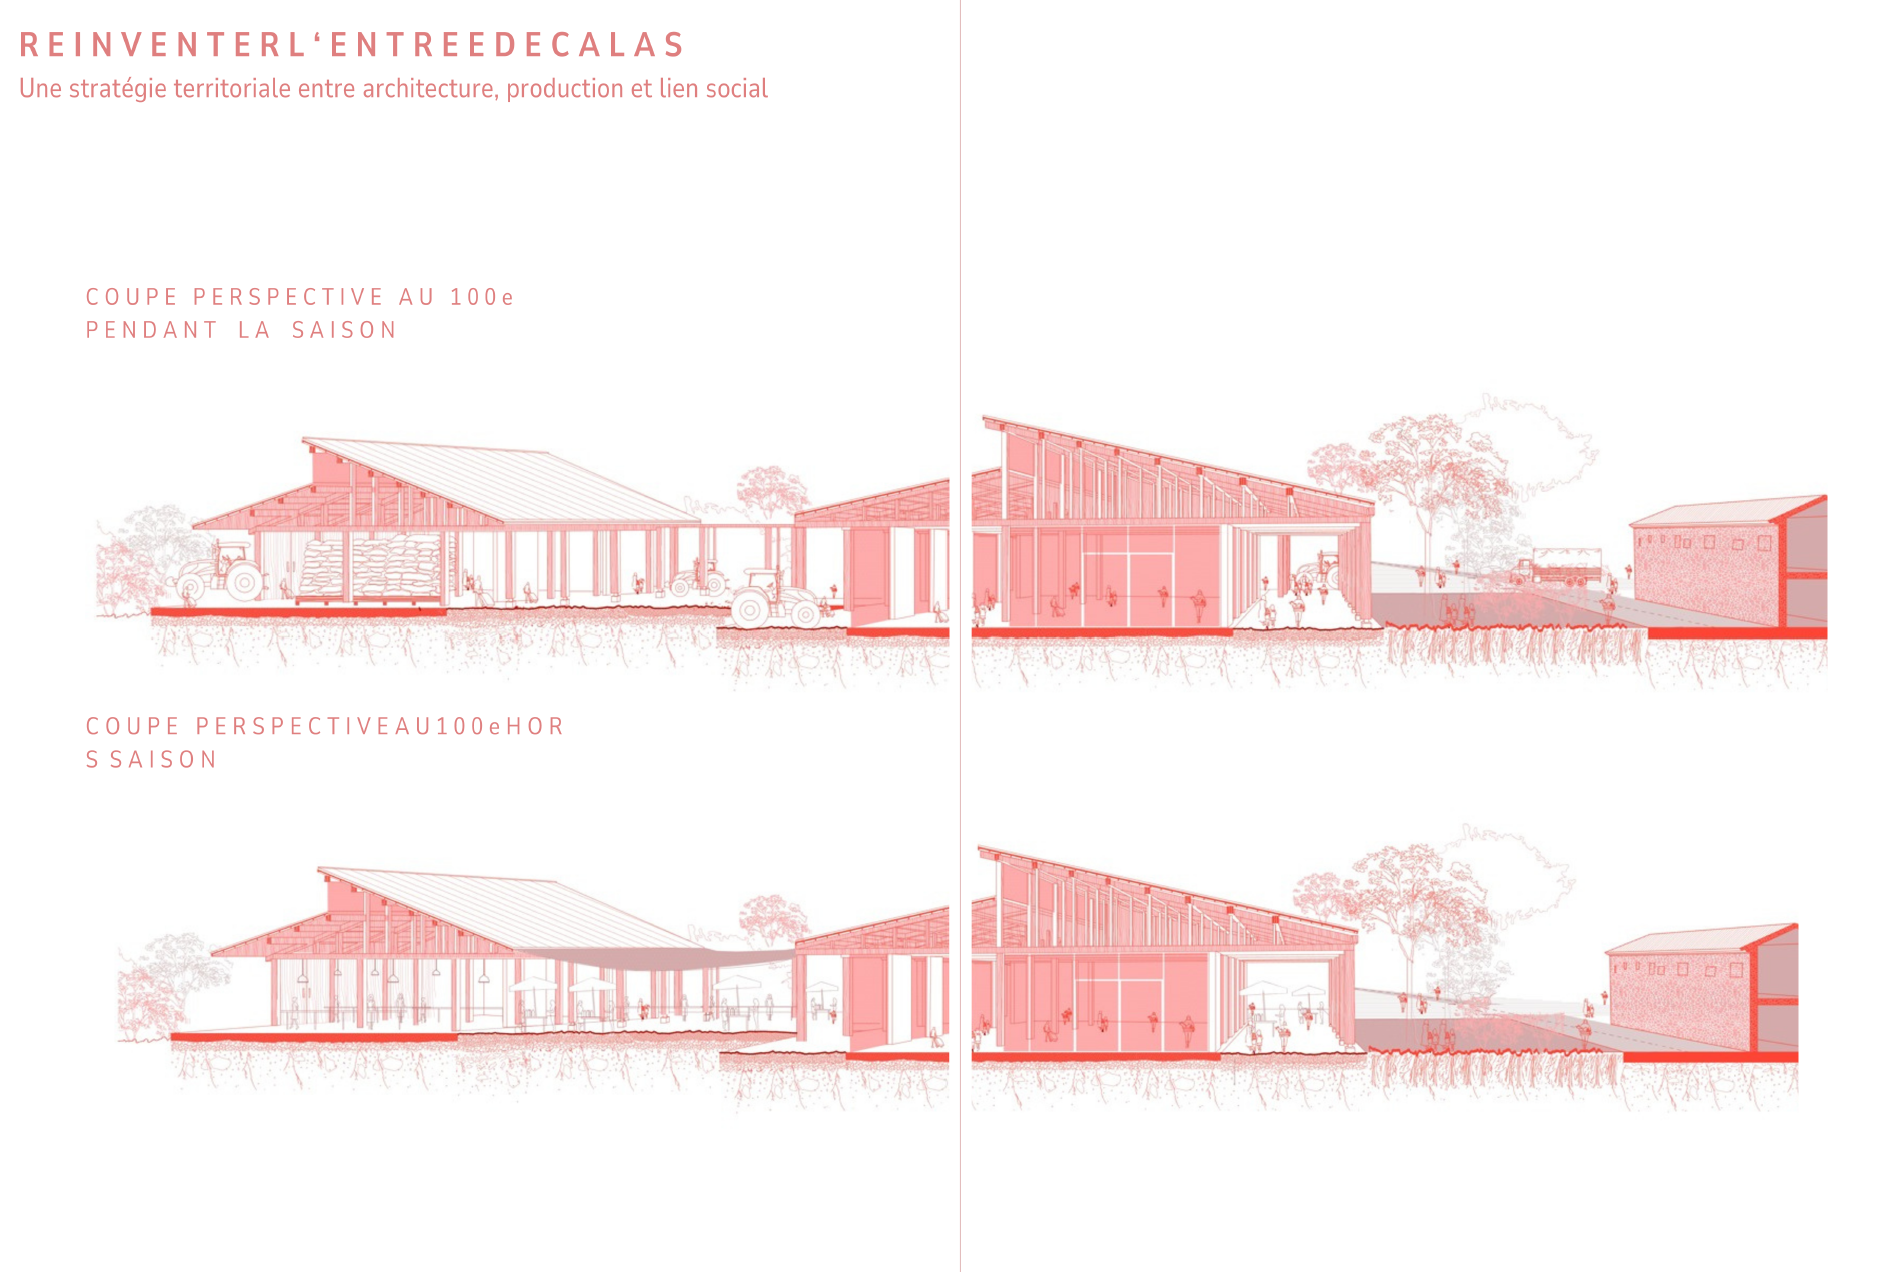 REINVENTERL‘ENTREEDECALAS
Une stratégie territoriale entre architecture, production et lien social
COUPE PERSPECTIVE AU 100e
PENDANT LA SAISON
COUPE PERSPECTIVEAU100eHOR
S SAISON